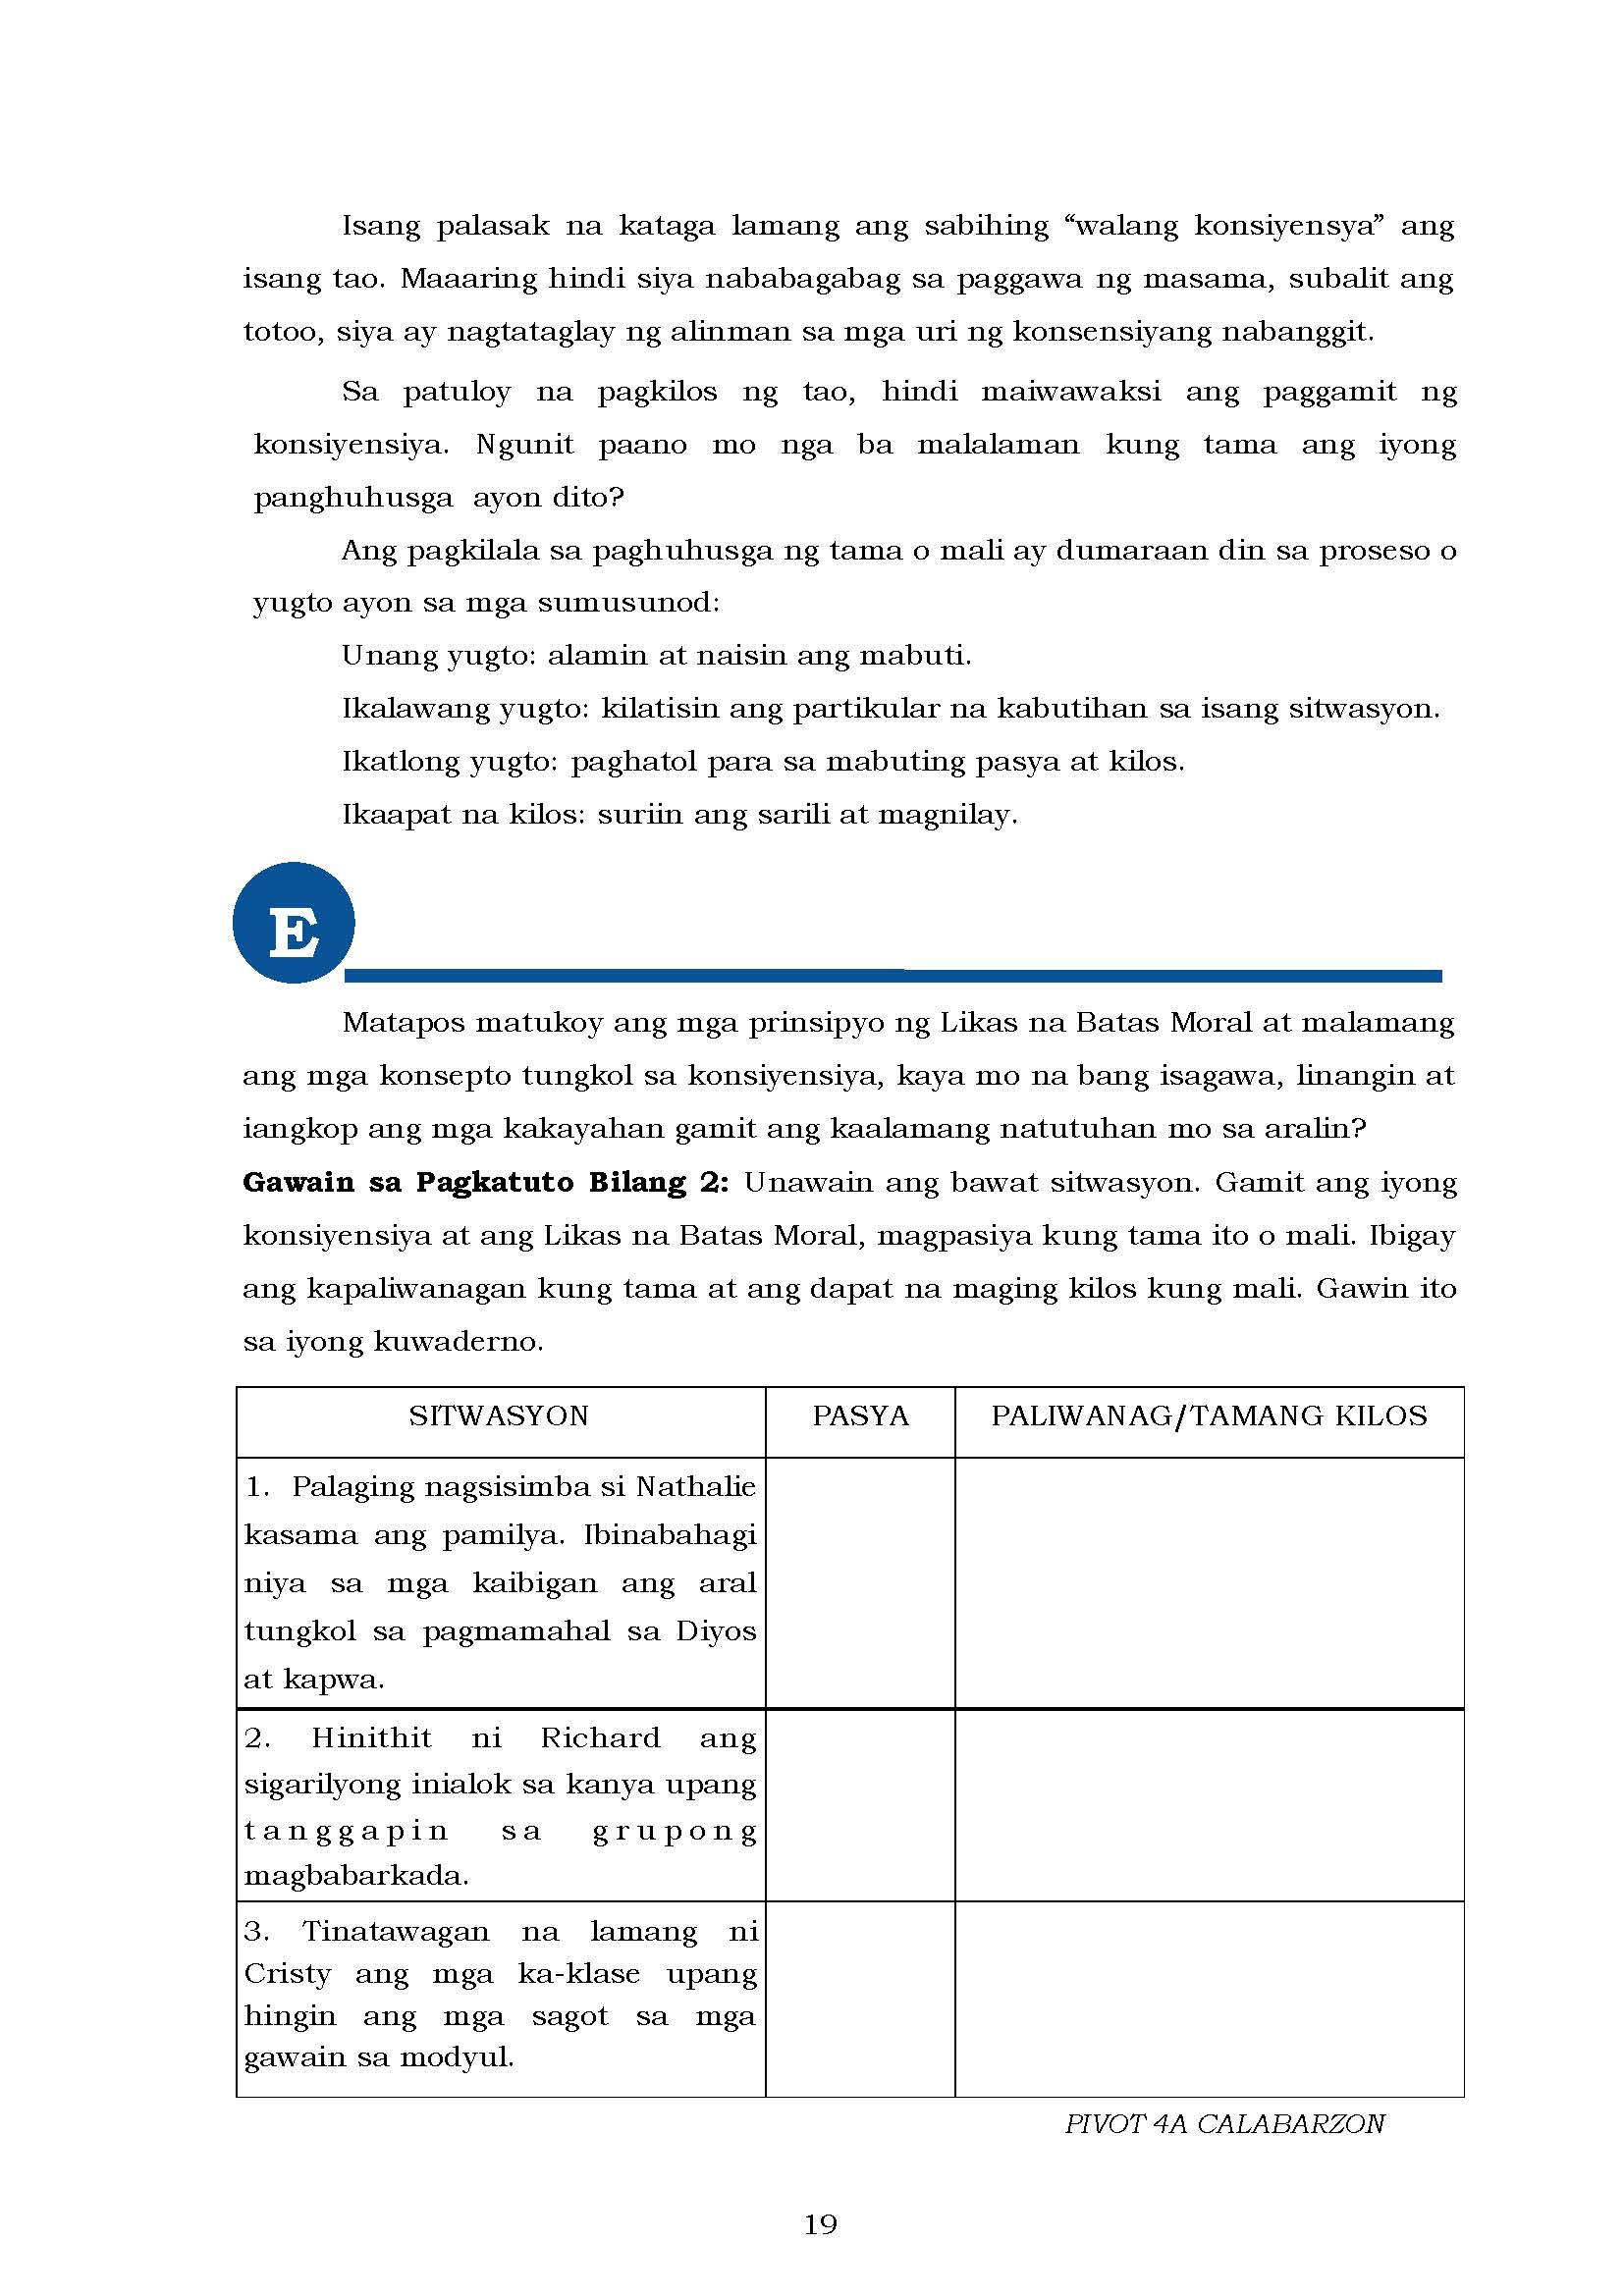 Isang palasak na kataga lamang ang sabihing “walang konsiyensya” ang
isang tao. Maaaring hindi siya nababagabag sa paggawa ng masama, subalit ang
totoo, siya ay nagtataglay ng alinman sa mga uri ng konsensiyang nabanggit.
Sa patuloy na pagkilos ng tao, hindi maiwawaksi ang paggamit ng
konsiyensiya. Ngunit paano mo nga ba malalaman kung tama ang iyong
panghuhusga ayon dito?
Ang pagkilala sa paghuhusga ng tama o mali ay dumaraan din sa proseso o
yugto ayon sa mga sumusunod:
Unang yugto: alamin at naisin ang mabuti.
Ikalawang yugto: kilatisin ang partikular na kabutihan sa isang sitwasyon.
Ikatlong yugto: paghatol para sa mabuting pasya at kilos.
Ikaapat na kilos: suriin ang sarili at magnilay.
E
Matapos matukoy ang mga prinsipyo ng Likas na Batas Moral at malamang
ang mga konsepto tungkol sa konsiyensiya, kaya mo na bang isagawa, linangin at
iangkop ang mga kakayahan gamit ang kaalamang natutuhan mo sa aralin?
Gawain sa Pagkatuto Bilang 2: Unawain ang bawat sitwasyon. Gamit ang iyong
konsiyensiya at ang Likas na Batas Moral, magpasiya kung tama ito o mali. Ibigay
ang kapaliwanagan kung tama at ang dapat na maging kilos kung mali. Gawin ito
sa iyong kuwaderno.
SITWASYON PASYA PALIWANAG/TAMANG KILOS
1. Palaging nagsisimba si Nathalie
kasama ang pamilya. Ibinabahagi
niya sa mga kaibigan ang aral
tungkol sa pagmamahal sa Diyos
at kapwa.
2. Hinithit ni Richard ang
sigarilyong inialok sa kanya upang
tanggapin sa grupong
magbabarkada.
3. Tinatawagan na lamang ni
Cristy ang mga ka-klase upang
hingin ang mga sagot sa mga
gawain sa modyul.
PIVOT 4A CALABARZON
19